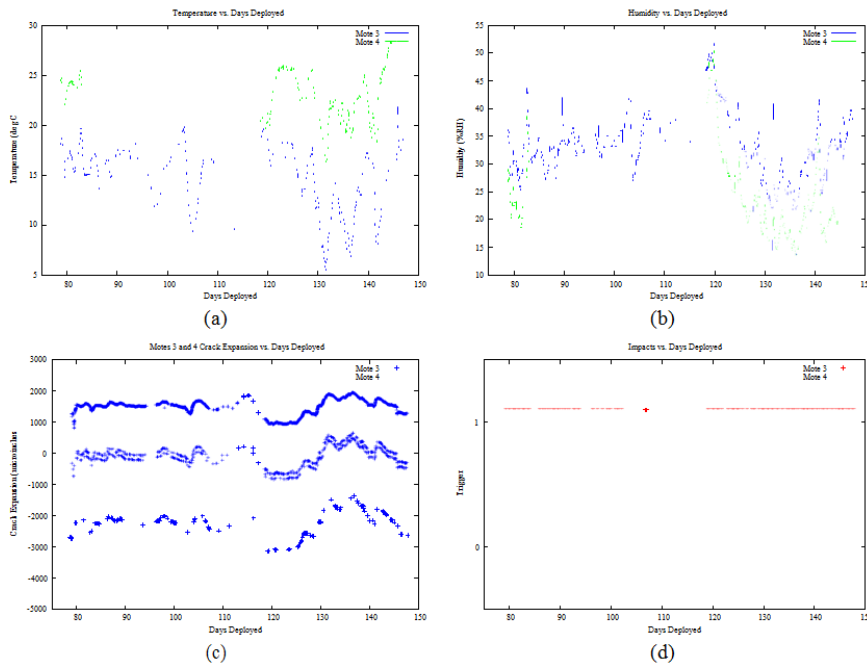 Temperature vs. Days Deployed
Mote 3
Mote 4
30
25
20
15
10
5
Temperature (deg C
80 90 100 110 120 130 140 150
Days Deployed
(a)
Humidity vs. Days Deployed
Mote 3
Mote 4
55
50
45
40
35
30
25
20
15
10
Humidity (%RH)
80 90 100 110 120 130 140 150
Days Deployed
(b)
Motes 3 and 4 Crack Expansion vs. Days Deployed
Mote 3
Mote 4
3000
2000
1000
0
-1000
-2000
-3000
-4000
-5000
Crack Expansion (microinches
80 90 100 110 120 130 140 150
Days Deployed
(c)
Impacts vs. Days Deployed
Mote 3
Mote 4
1
0
Trigger
80 90 100 110 120 130 140 150
Days Deployed
(d)